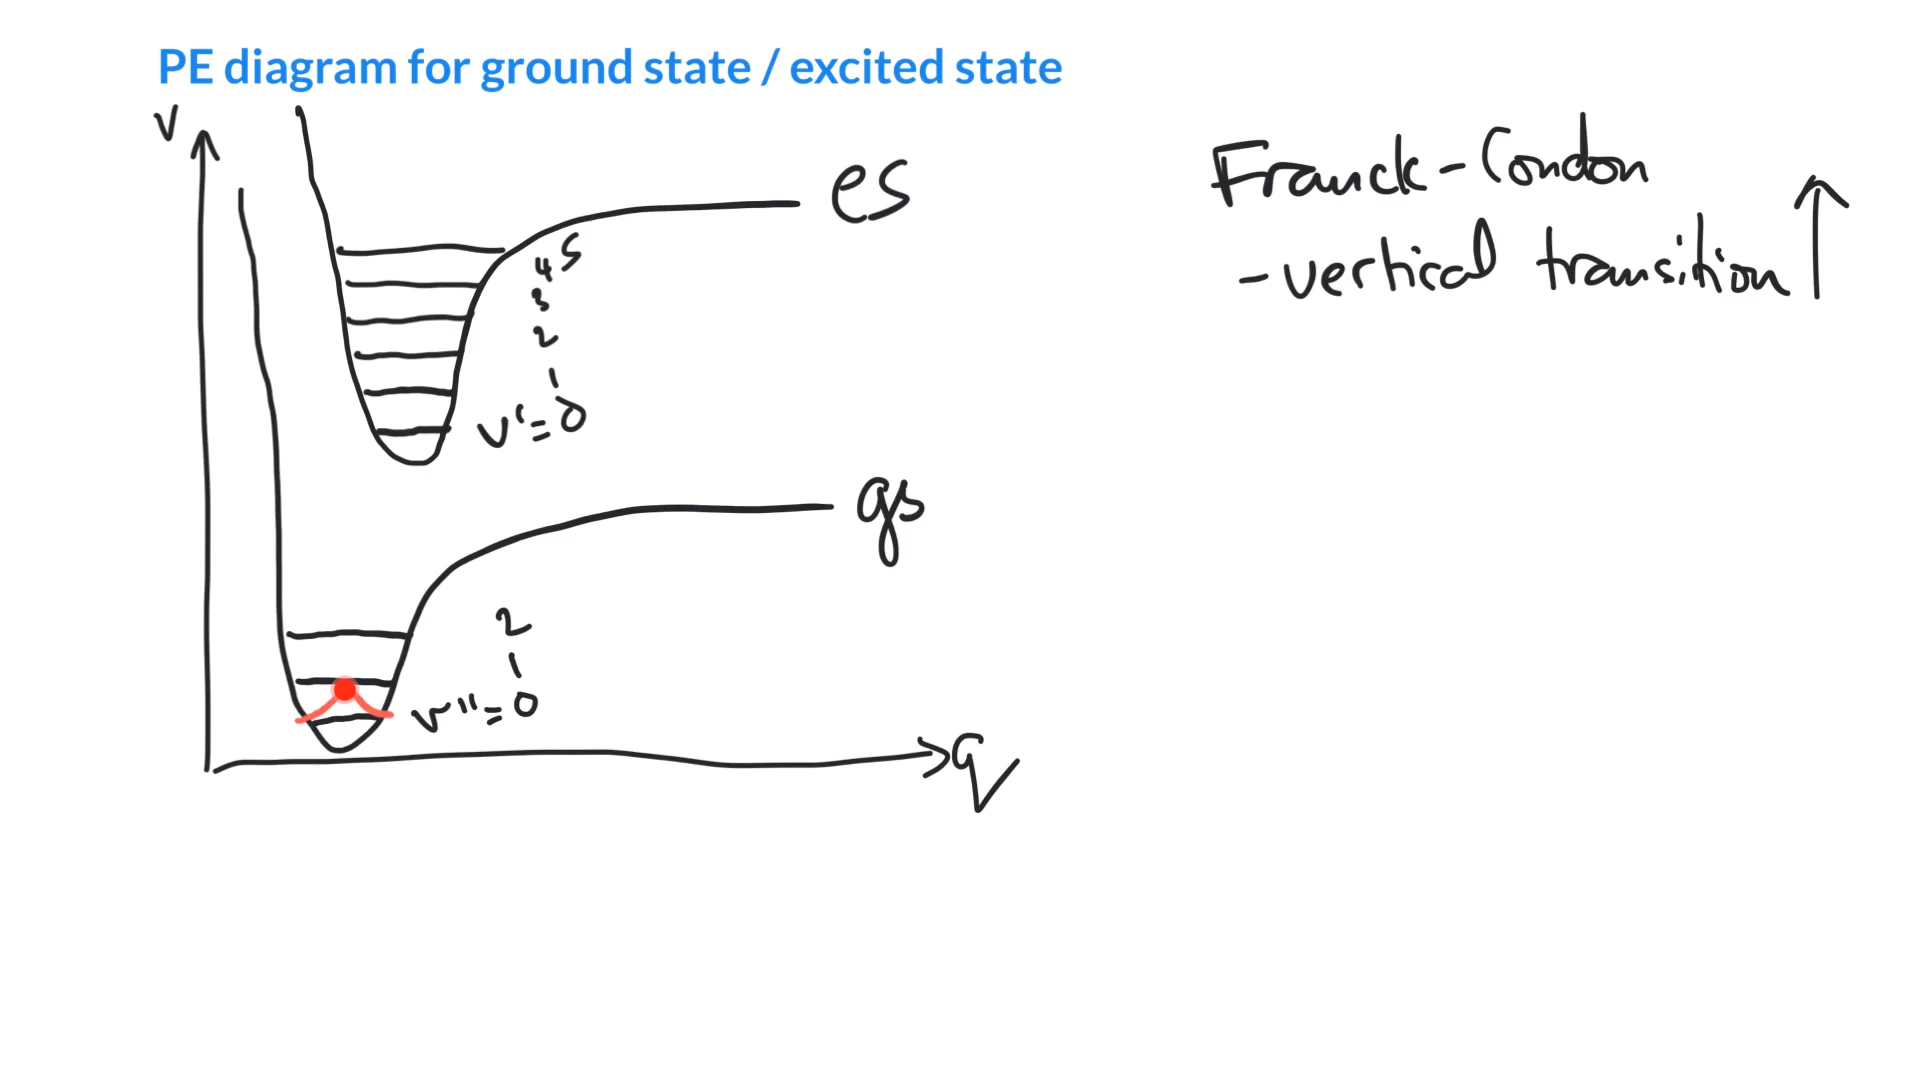 PE diagram for ground state / excited state
V
es
Franck-Condon
- vertical transition ↑
5
4
3
2
1
v'=0
gs
2
1
v''=0
q